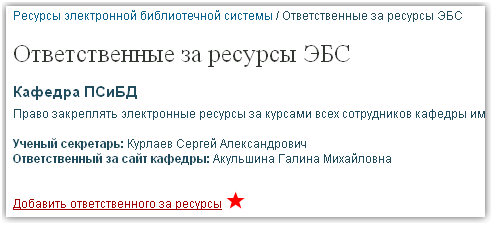 Ресурсы электронной библиотечной системы / Ответственные за ресурсы ЭБС
Ответственные за ресурсы ЭБС
Кафедра ПСиБД
Право закреплять электронные ресурсы за курсами всех сотрудников кафедры им
Ученый секретарь: Курлаев Сергей Александрович
Ответственный за сайт кафедры: Акульшина Галина Михайловна
Добавить ответственного за ресурсы